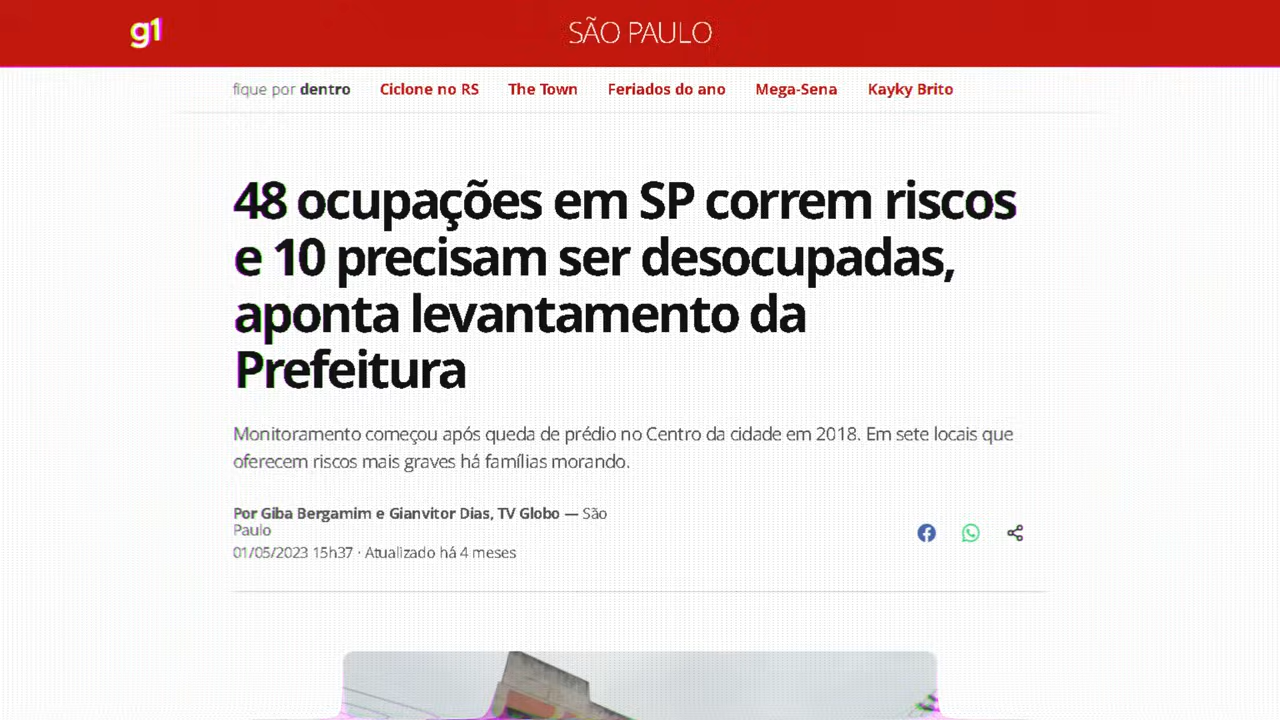 g1
SÃO PAULO
fique por dentro Ciclone no RS The Town Feriados do ano Mega-Sena Kayky Brito
48 ocupações em SP correm riscos
e 10 precisam ser desocupadas,
aponta levantamento da
Prefeitura
Monitoramento começou após queda de prédio no Centro da cidade em 2018. Em sete locais que
oferecem riscos mais graves há famílias morando.
Por Giba Bergamim e Gianvitor Dias, TV Globo — São
Paulo
01/05/2023 15h37 · Atualizado há 4 meses